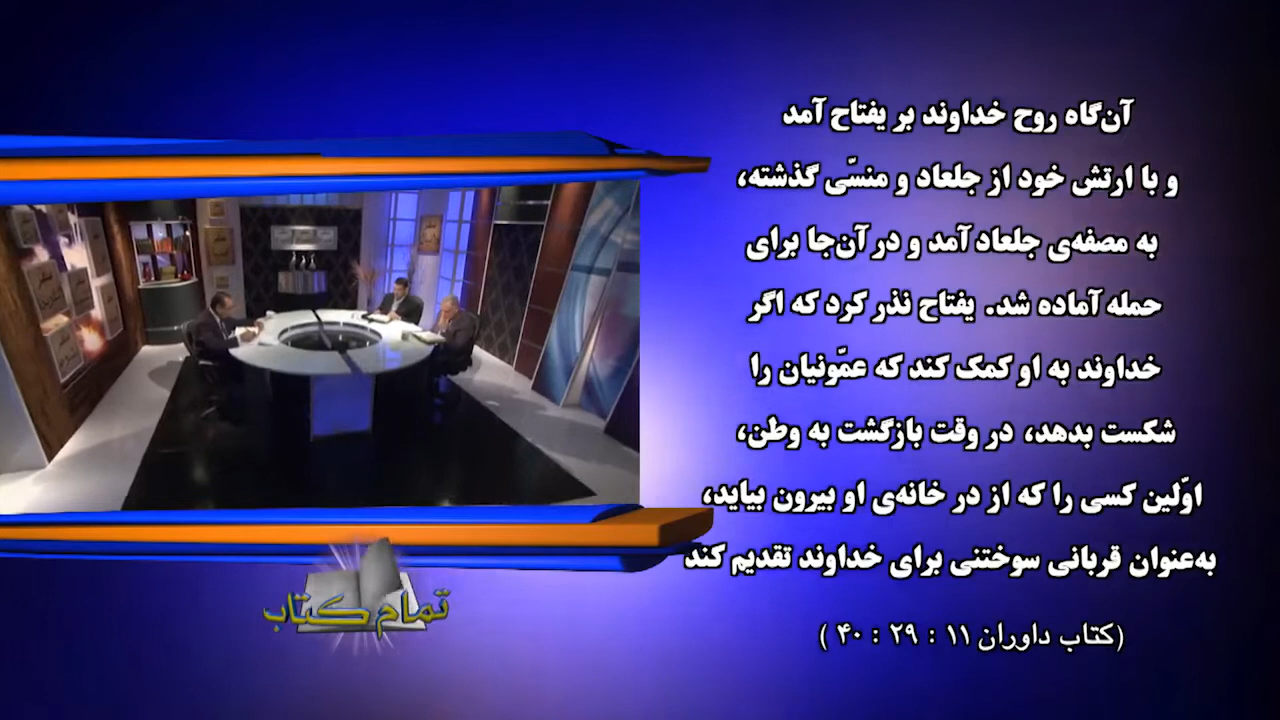 آن‌گاه روح خداوند بر یفتاح آمد
و با ارتش خود از جلعاد و منسّی گذشته،
به مصفه‌ی جلعاد آمد و در آن‌جا برای
حمله آماده شد. یفتاح نذر کرد که اگر
خداوند به او کمک کند که عمّونیان را
شکست بدهد، در وقت بازگشت به وطن،
اوّلین کسی را که از در خانه‌ی او بیرون بیاید،
به‌عنوان قربانی سوختنی برای خداوند تقدیم کند
(کتاب داوران ۱۱ : ۲۹ : ۴۰ )
تمام کتاب